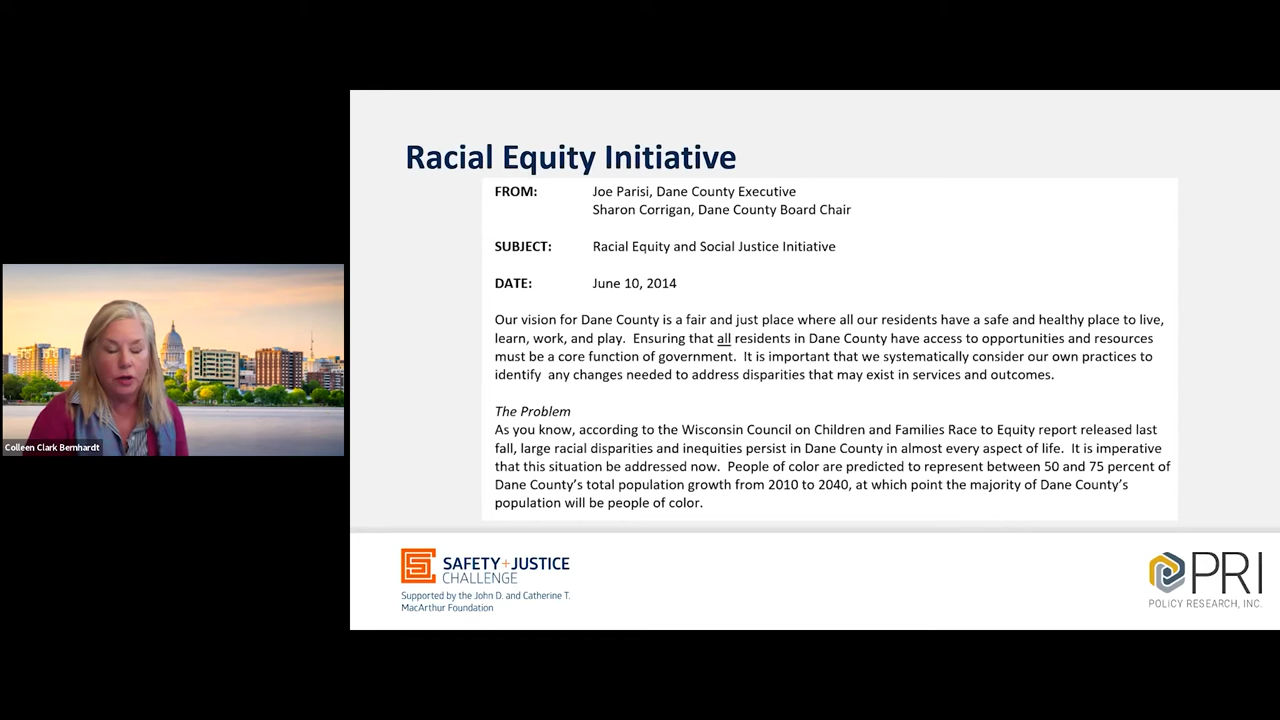 Racial Equity Initiative
FROM: Joe Parisi, Dane County Executive
Sharon Corrigan, Dane County Board Chair
SUBJECT: Racial Equity and Social Justice Initiative
DATE: June 10, 2014
Our vision for Dane County is a fair and just place where all our residents have a safe and healthy place to live,
learn, work, and play. Ensuring that all residents in Dane County have access to opportunities and resources
must be a core function of government. It is important that we systematically consider our own practices to
identify any changes needed to address disparities that may exist in services and outcomes.
The Problem
As you know, according to the Wisconsin Council on Children and Families Race to Equity report released last
fall, large racial disparities and inequities persist in Dane County in almost every aspect of life. It is imperative
that this situation be addressed now. People of color are predicted to represent between 50 and 75 percent of
Dane County's total population growth from 2010 to 2040, at which point the majority of Dane County's
population will be people of color.
Colleen Clark Bernhardt
SAFETY+JUSTICE
CHALLENGE
Supported by the John D. and Catherine T.
MacArthur Foundation
PRI
POLICY RESEARCH, INC.